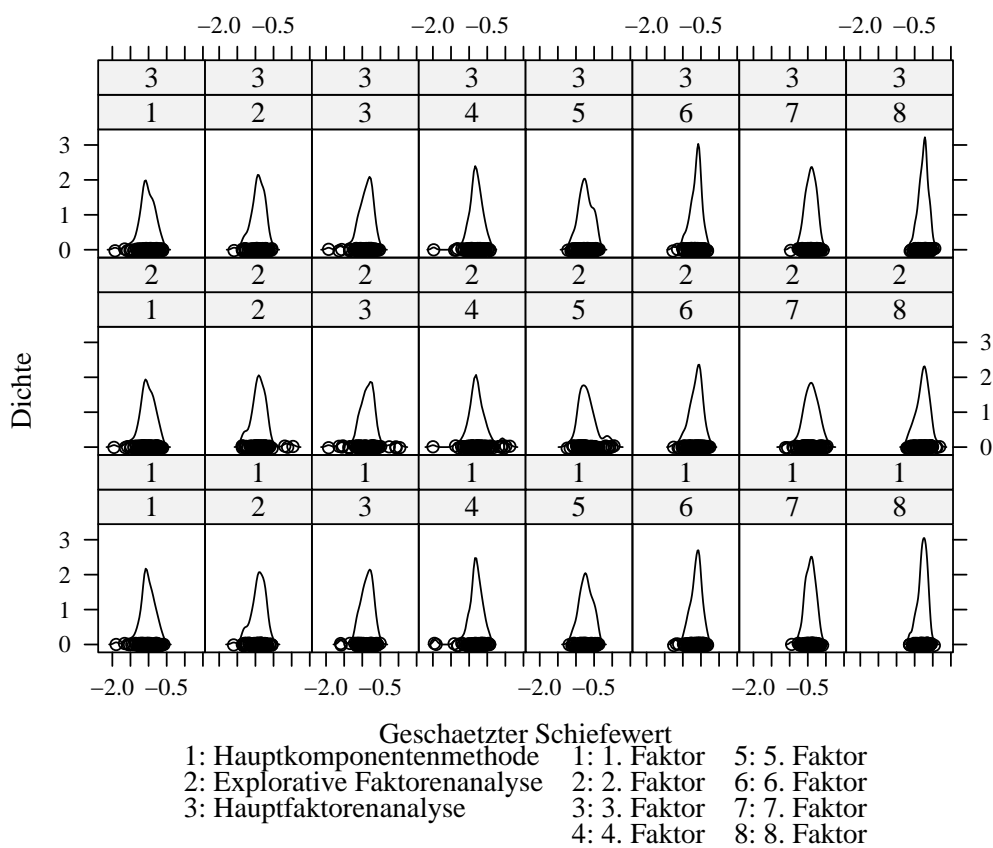 −2.0 −0.5 −2.0 −0.5 −2.0 −0.5 −2.0 −0.5
3 3 3 3 3 3 3 3
1 2 3 4 5 6 7 8
3
2
1
0
2 2 2 2 2 2 2 2
1 2 3 4 5 6 7 8
3
2
1
0
Dichte
1 1 1 1 1 1 1 1
1 2 3 4 5 6 7 8
3
2
1
0
−2.0 −0.5 −2.0 −0.5 −2.0 −0.5 −2.0 −0.5
Geschaetzter Schiefewert
1: Hauptkomponentenmethode 1: 1. Faktor 5: 5. Faktor
2: Explorative Faktorenanalyse 2: 2. Faktor 6: 6. Faktor
3: Hauptfaktorenanalyse 3: 3. Faktor 7: 7. Faktor
4: 4. Faktor 8: 8. Faktor